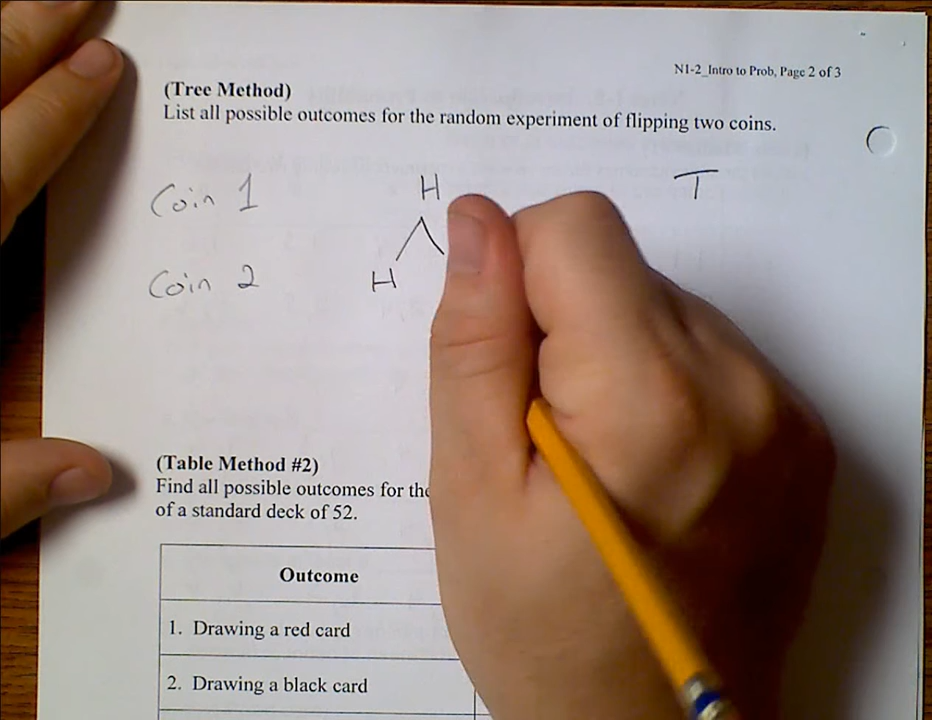 N1-2_Intro to Prob, Page 2 of 3
(Tree Method)
List all possible outcomes for the random experiment of flipping two coins.
Coin 1 H T
Coin 2 H
(Table Method #2)
Find all possible outcomes for the
of a standard deck of 52.
Outcome
1. Drawing a red card
2. Drawing a black card